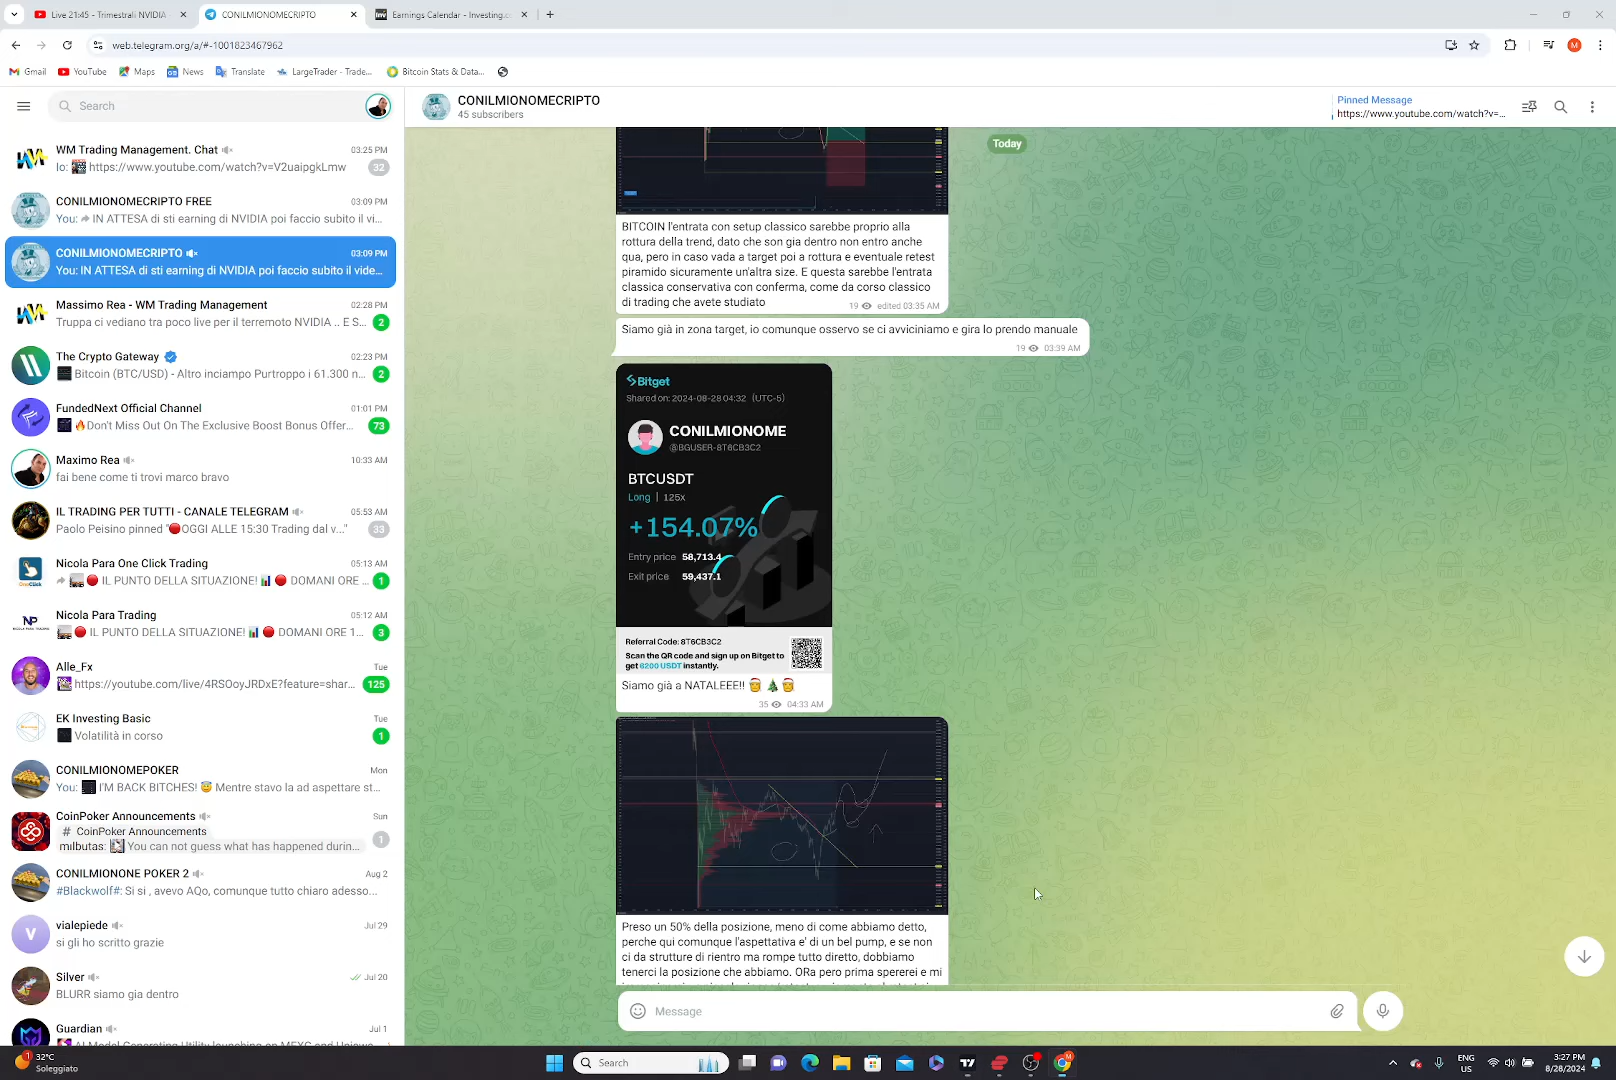 Live 21:45 - Trimestrali NVIDIA
CONILMIONOMECRIPTO
Earnings Calendar - Investing.c
web.telegram.org/a/#-1001823467962
M
Gmail
YouTube
Maps
News
Translate
LargeTrader - Trade...
Bitcoin Stats & Data...
Search
WM Trading Management. Chat
03:25 PM
Io: https://www.youtube.com/watch?v=V2uaipgkLmw
32
CONILMIONOMECRIPTO FREE
03:09 PM
You: IN ATTESA di sti earning di NVIDIA poi faccio subito il vi...
CONILMIONOMECRIPTO
03:09 PM
You: IN ATTESA di sti earning di NVIDIA poi faccio subito il vide...
Massimo Rea - WM Trading Management
02:28 PM
Truppa ci vediano tra poco live per il terremoto NVIDIA .. E S...
2
The Crypto Gateway
02:23 PM
Bitcoin (BTC/USD) - Altro inciampo Purtroppo i 61.300 n...
2
FundedNext Official Channel
01:01 PM
🔥Don't Miss Out On The Exclusive Boost Bonus Offer...
73
Maximo Rea
10:33 AM
fai bene come ti trovi marco bravo
IL TRADING PER TUTTI - CANALE TELEGRAM
05:53 AM
Paolo Peisino pinned "🔴OGGI ALLE 15:30 Trading dal v..."
33
Nicola Para One Click Trading
05:13 AM
🔴 IL PUNTO DELLA SITUAZIONE! 📊 🔴 DOMANI ORE ...
1
OneClick
Nicola Para Trading
05:12 AM
🔴 IL PUNTO DELLA SITUAZIONE! 📊 🔴 DOMANI ORE 1...
3
NP
Alle_Fx
Tue
https://youtube.com/live/4RSOoyJRDxE?feature=shar...
125
EK Investing Basic
Tue
Volatilità in corso
1
CONILMIONOMEPOKER
Mon
You: I'M BACK BITCHES! 😇 Mentre stavo la ad aspettare st...
CoinPoker Announcements
Sun
# CoinPoker Announcements
milbutas: You can not guess what has happened durin...
1
CONILMIONONE POKER 2
Aug 2
#Blackwolf#: Si si , avevo AQo, comunque tutto chiaro adesso...
V
vialepiede
Jul 29
si gli ho scritto grazie
Silver
Jul 20
BLURR siamo gia dentro
Guardian
Jul 1
CONILMIONOMECRIPTO
45 subscribers
Pinned Message
https://www.youtube.com/watch?v=...
Today
BITCOIN l'entrata con setup classico sarebbe proprio alla
rottura della trend, dato che son gia dentro non entro anche
qua, pero in caso vada a target poi a rottura e eventuale retest
piramido sicuramente un'altra size. E questa sarebbe l'entrata
classica conservativa con conferma, come da corso classico
di trading che avete studiato
19 edited 03:35 AM
Siamo già in zona target, io comunque osservo se ci avviciniamo e gira lo prendo manuale
19 03:39 AM
Bitget
Shared on: 2024-08-28 04:32 (UTC-5)
CONILMIONOME
@BGUSER-8T6CB3C2
BTCUSDT
Long | 125X
+154.07%
Entry price 58,713.4
Exit price 59,437.1
Referral Code: 8T6CB3C2
Scan the QR code and sign up on Bitget to
get 6200 USDT instantly.
Siamo già a NATALEEE!! 🎅 🎄 🎅
35 04:33 AM
Preso un 50% della posizione, meno di come abbiamo detto,
perche qui comunque l'aspettativa e' di un bel pump, e se non
ci da strutture di rientro ma rompe tutto diretto, dobbiamo
tenerci la posizione che abbiamo. ORa pero prima spererei e mi
Message
1
32°C
Soleggiato
Search
ENG
US
3:27 PM
8/28/2024